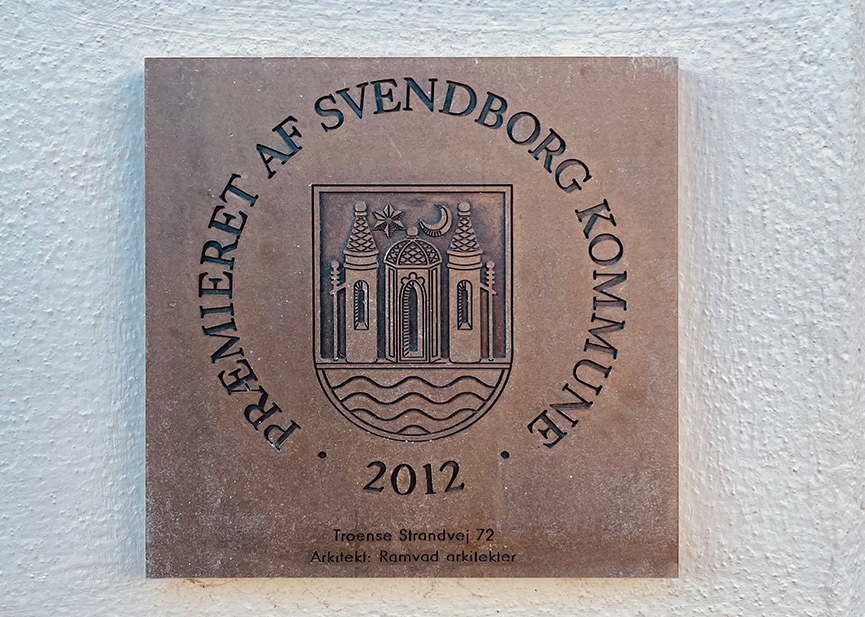 PRÆMIERET AF SVENDBORG KOMMUNE
• 2012 •
Troense Strandvej 72
Arkitekt: Ramvad arkitekter